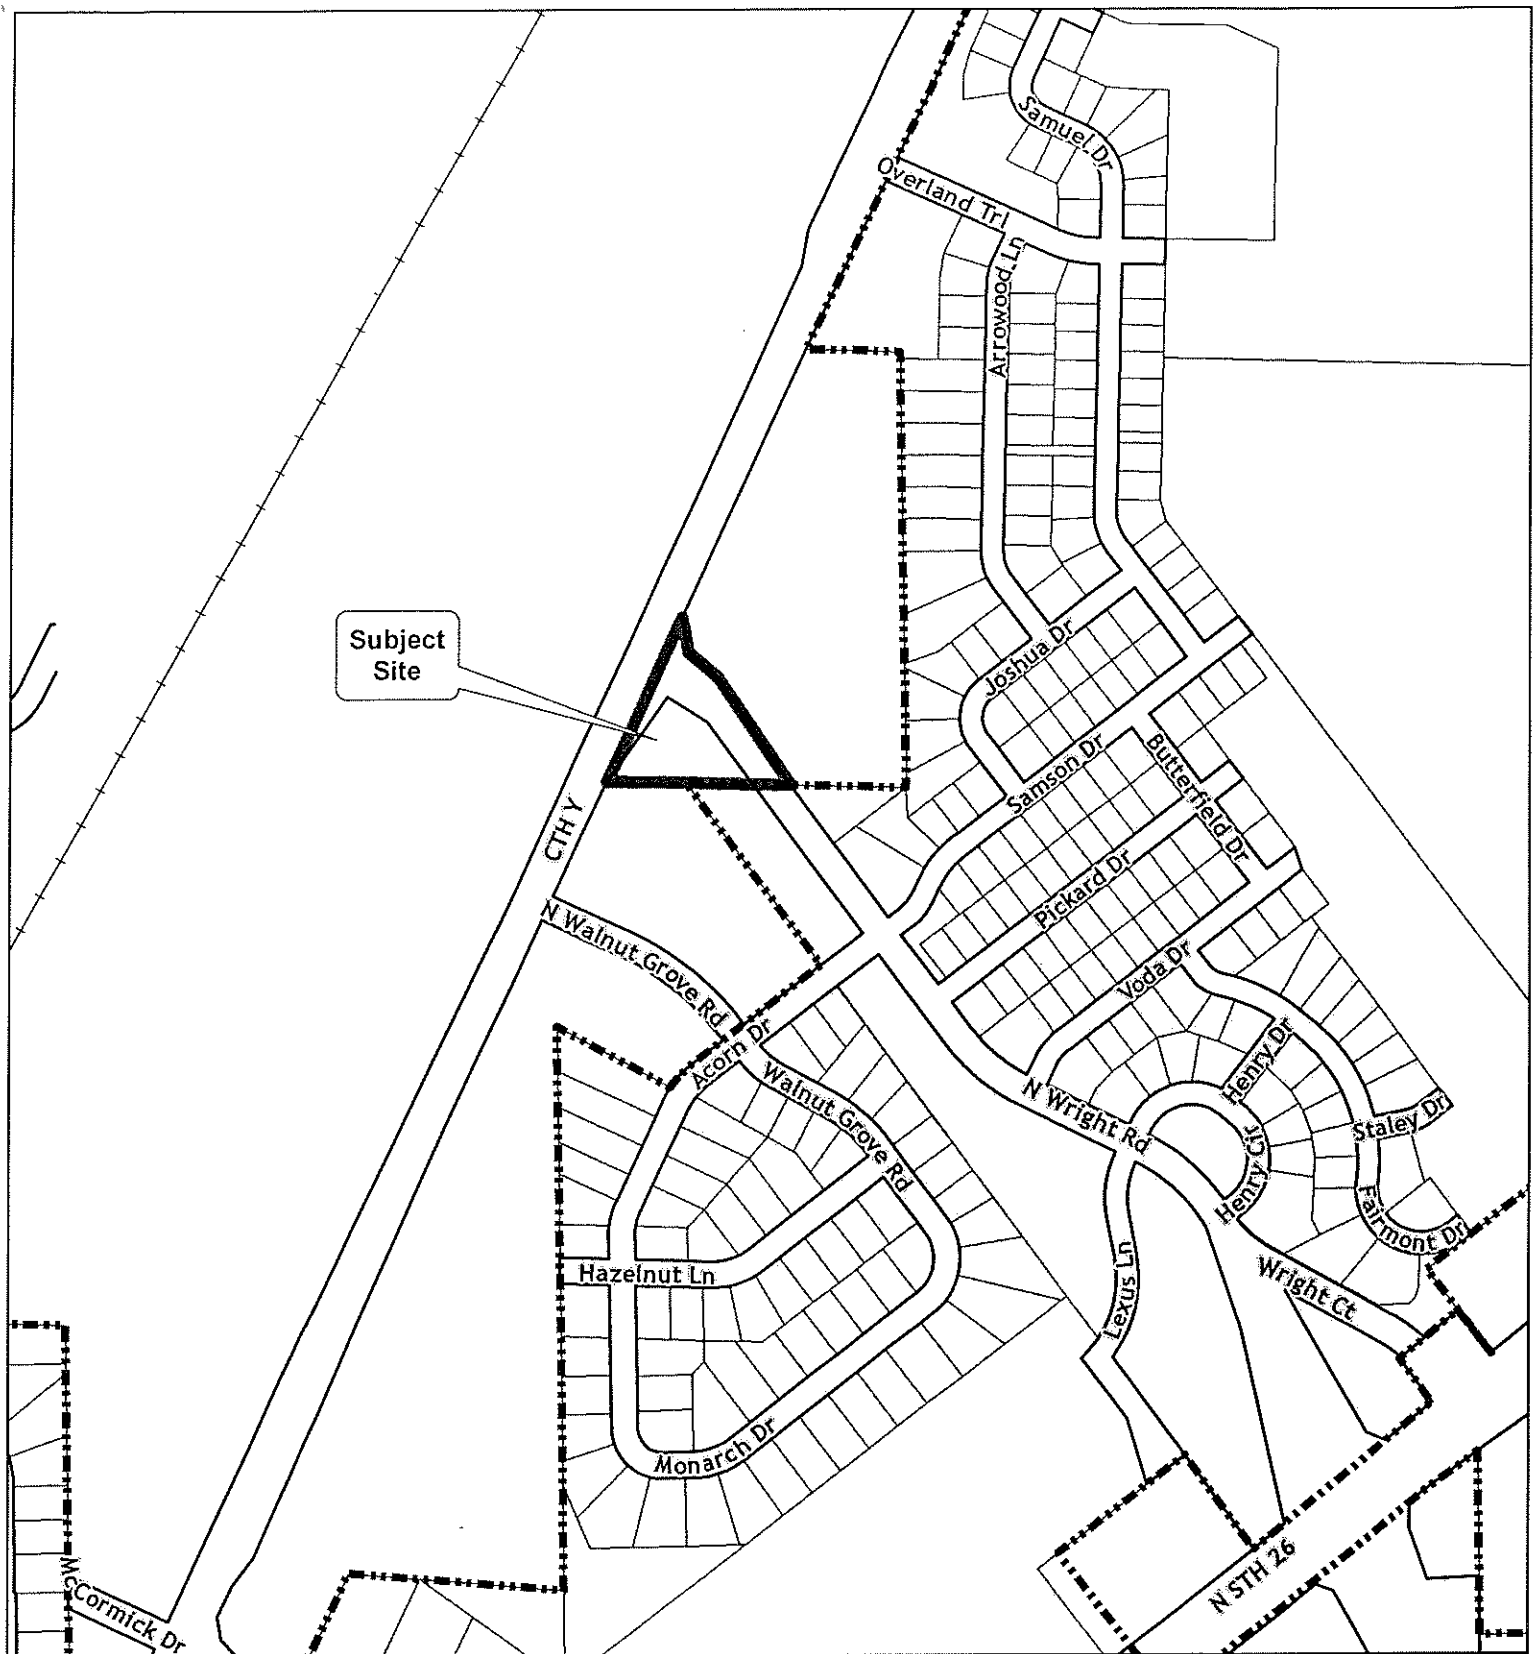 Samuel Dr
Overland Trl
Arrowood Ln
Subject
Site
Joshua Dr
Samson Dr
Butterfield Dr
CTH Y
Pickard Dr
N Walnut Grove Rd
Voda Dr
Acorn Dr
Walnut Grove Rd
N Wright Rd
Henry Dr
Staley Dr
Henry Cir
Fairmont Dr
Hazelnut Ln
Lexus Ln
Wright Ct
Monarch Dr
N STH 26
McCormick Dr